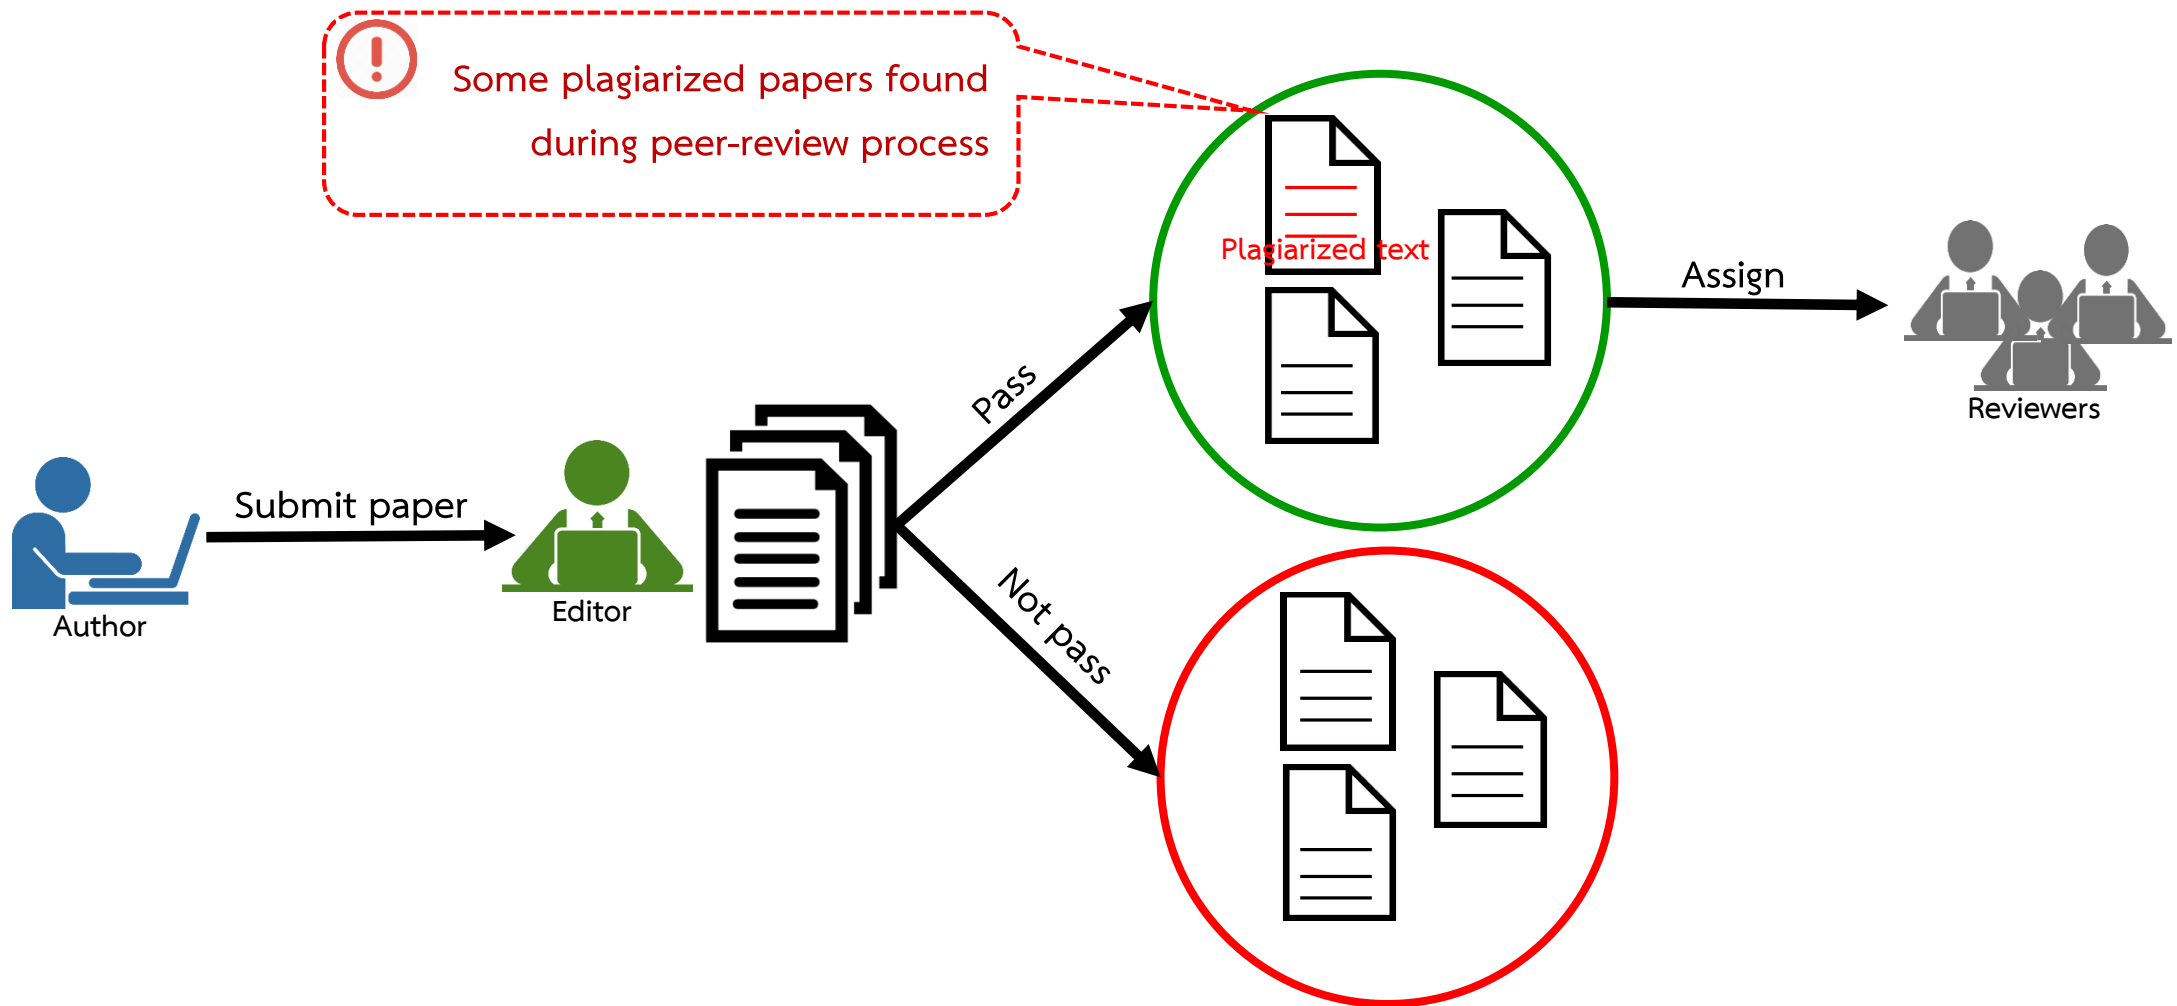 Some plagiarized papers found
during peer-review process
Plagiarized text
Assign
Reviewers
Pass
Submit paper
Editor
Author
Not pass